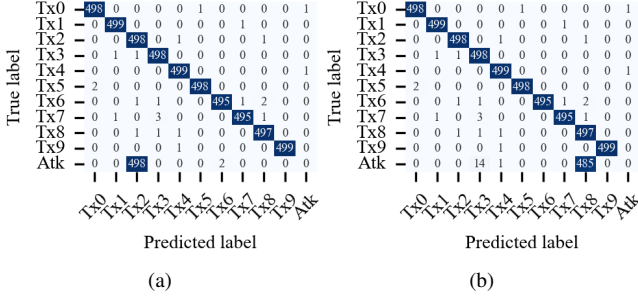 True label
Tx0 498 0 0 0 0 1 0 0 0 0 1
Tx1 0 499 0 0 0 0 0 1 0 0 0
Tx2 0 0 498 0 1 0 0 0 1 0 0
Tx3 0 1 1 498 0 0 0 0 0 0 0
Tx4 0 0 0 0 499 0 0 0 0 0 1
Tx5 2 0 0 0 0 498 0 0 0 0 0
Tx6 0 0 1 1 0 0 495 1 2 0 0
Tx7 0 1 0 3 0 0 0 495 1 0 0
Tx8 0 0 1 1 1 0 0 0 497 0 0
Tx9 0 0 0 0 1 0 0 0 0 499 0
Atk 0 0 498 0 0 0 2 0 0 0 0
Tx0 Tx1 Tx2 Tx3 Tx4 Tx5 Tx6 Tx7 Tx8 Tx9 Atk
Predicted label
(a)
True label
Tx0 498 0 0 0 0 1 0 0 0 0 1
Tx1 0 499 0 0 0 0 0 1 0 0 0
Tx2 0 0 498 0 1 0 0 0 1 0 0
Tx3 0 1 1 498 0 0 0 0 0 0 0
Tx4 0 0 0 0 499 0 0 0 0 0 1
Tx5 2 0 0 0 0 498 0 0 0 0 0
Tx6 0 0 1 1 0 0 495 1 2 0 0
Tx7 0 1 0 3 0 0 0 495 1 0 0
Tx8 0 0 1 1 1 0 0 0 497 0 0
Tx9 0 0 0 0 1 0 0 0 0 499 0
Atk 0 0 0 14 1 0 0 0 485 0 0
Tx0 Tx1 Tx2 Tx3 Tx4 Tx5 Tx6 Tx7 Tx8 Tx9 Atk
Predicted label
(b)